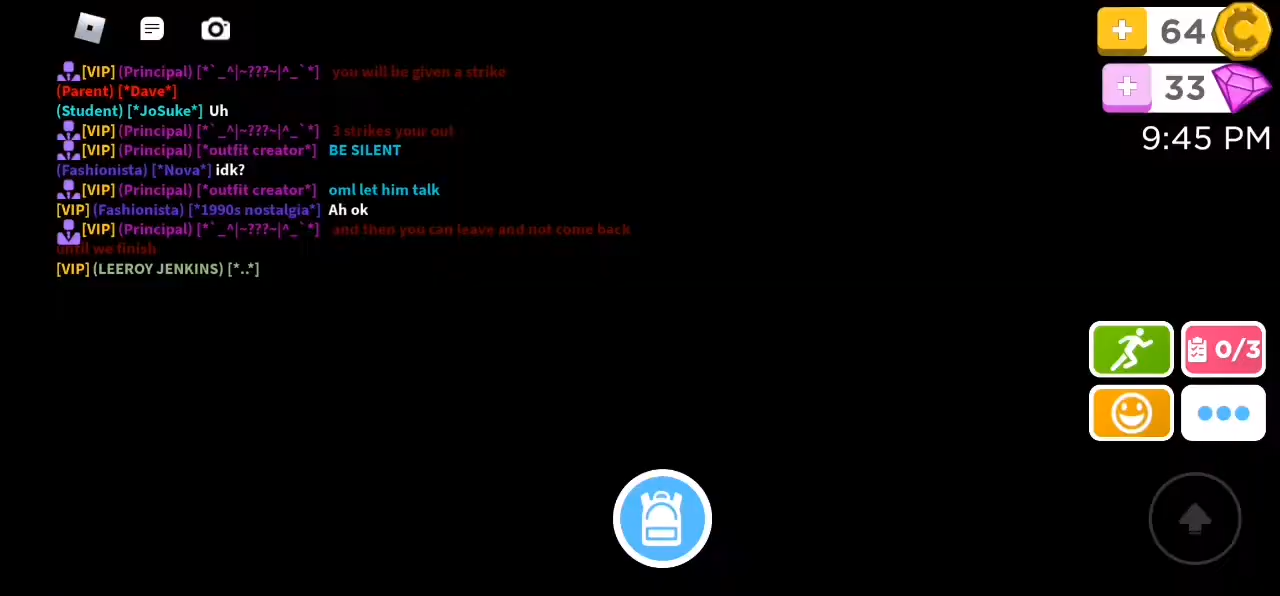 64
[VIP] (Principal) [*`_^|~???~|^_`*] you will be given a strike
33
(Parent) [*Dave*]
(Student) [*JoSuke*] Uh
[VIP] (Principal) [*`_^|~???~|^_`*] 3 strikes your out
9:45 PM
[VIP] (Principal) [*outfit creator*] BE SILENT
(Fashionista) [*Nova*] idk?
[VIP] (Principal) [*outfit creator*] oml let him talk
[VIP] (Fashionista) [*1990s nostalgia*] Ah ok
[VIP] (Principal) [*`_^|~???~|^_`*] and then you can leave and not come back
until we finish
[VIP] (LEEROY JENKINS) [*..*]
0/3